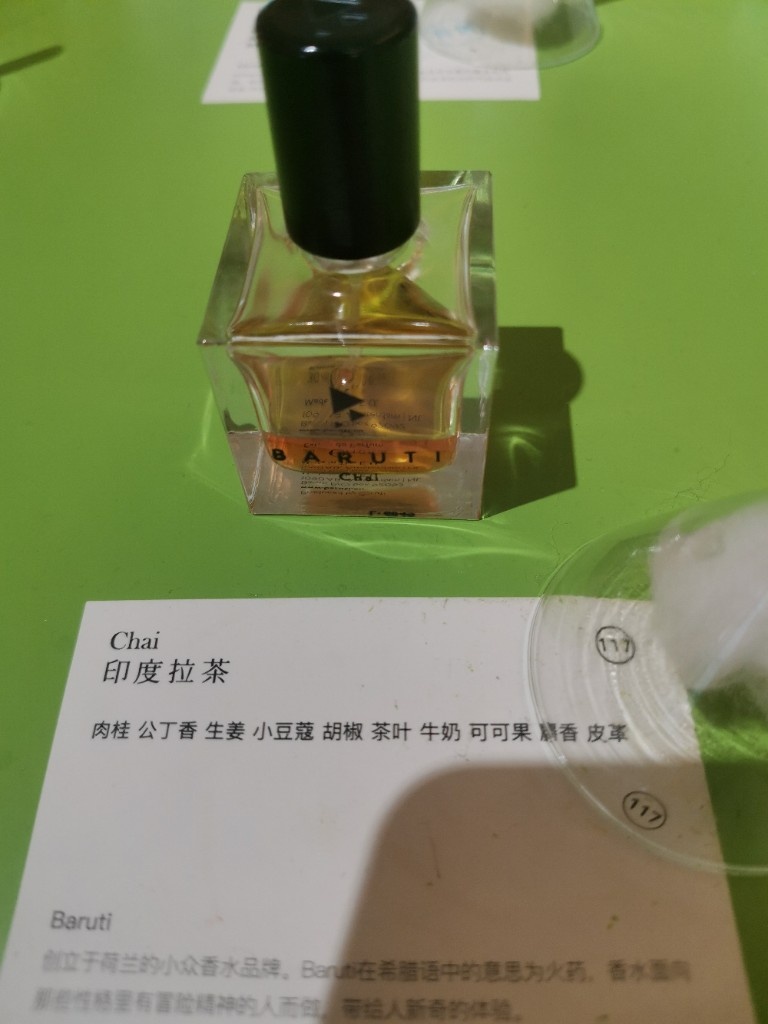 BARUTI
Chai
Chai
印度拉茶
肉桂 公丁香 生姜 小豆蔻 胡椒 茶叶 牛奶 可可果 麝香 皮革
117
117
Baruti
创立于荷兰的小众香水品牌。Baruti在希腊语中的意思为火药，香水面向
那些性格里有冒险精神的人而做，带给人新奇的体验。